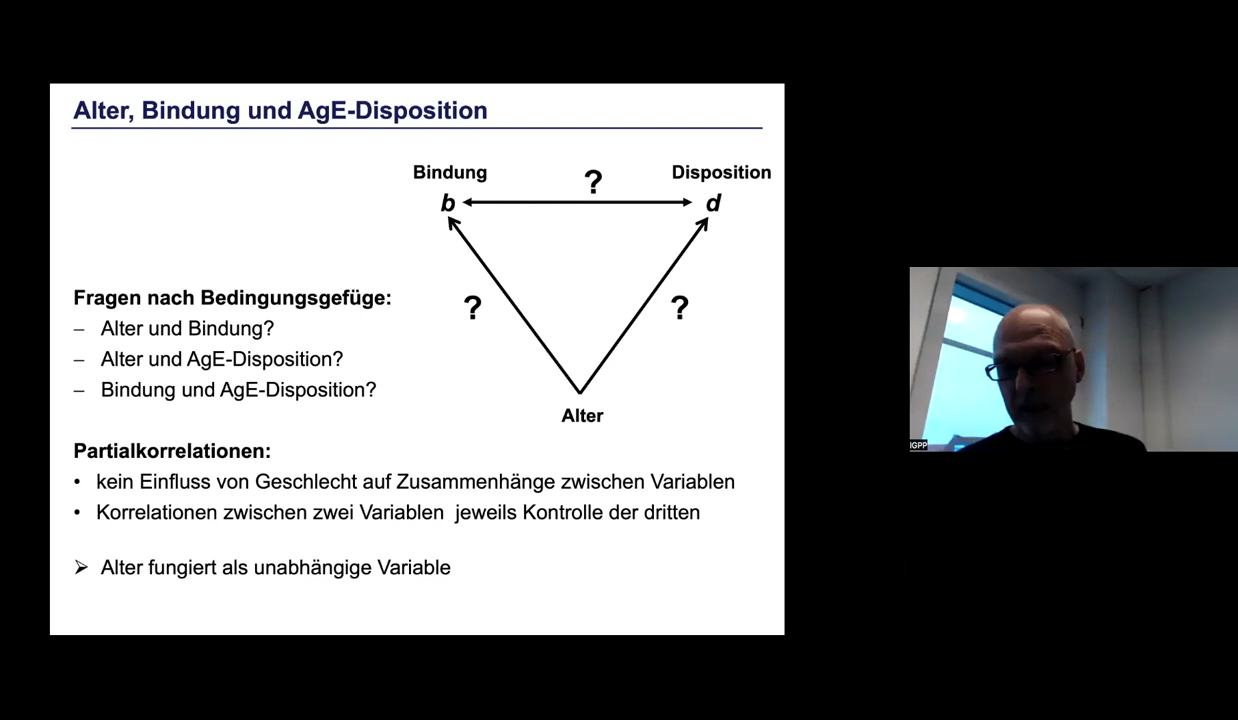 Alter, Bindung und AgE-Disposition
Bindung
?
Disposition
b
d
?
?
Alter
Fragen nach Bedingungsgefüge:
– Alter und Bindung?
– Alter und AgE-Disposition?
– Bindung und AgE-Disposition?
Partialkorrelationen:
• kein Einfluss von Geschlecht auf Zusammenhänge zwischen Variablen
• Korrelationen zwischen zwei Variablen jeweils Kontrolle der dritten
➢ Alter fungiert als unabhängige Variable
IGPP